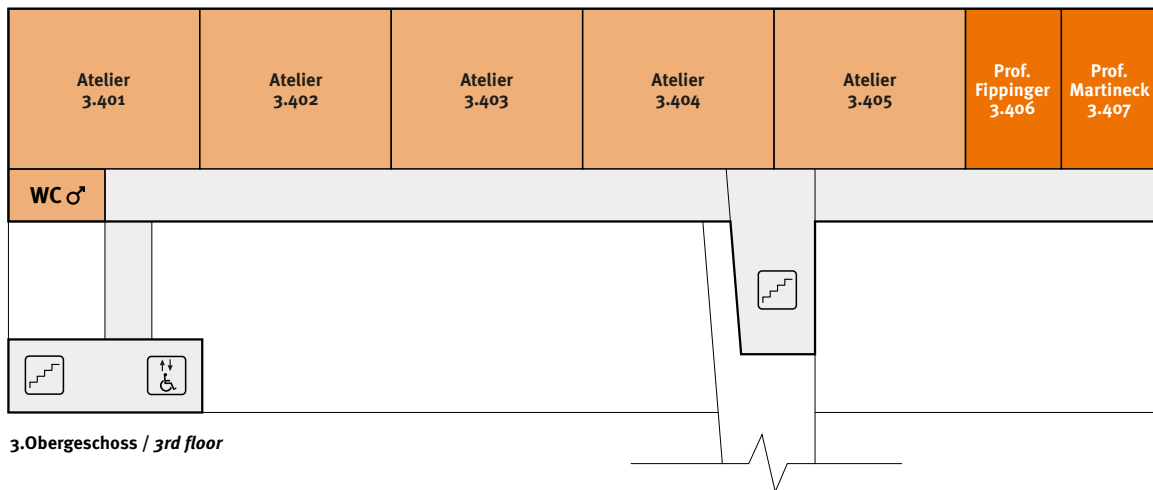 Atelier
3.401
Atelier
3.402
Atelier
3.403
Atelier
3.404
Atelier
3.405
Prof.
Fippinger
3.406
Prof.
Martineck
3.407
WC ♂
3.Obergeschoss / 3rd floor